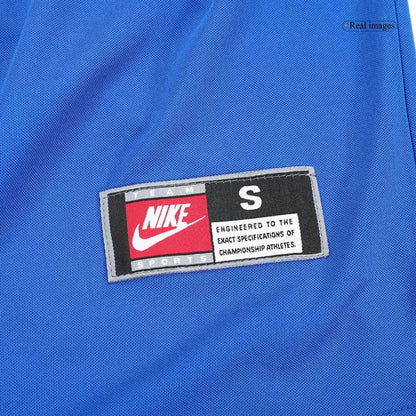 Real images
TEAM
NIKE
SPORTS
S
ENGINEERED TO THE
EXACT SPECIFICATIONS OF
CHAMPIONSHIP ATHLETES.